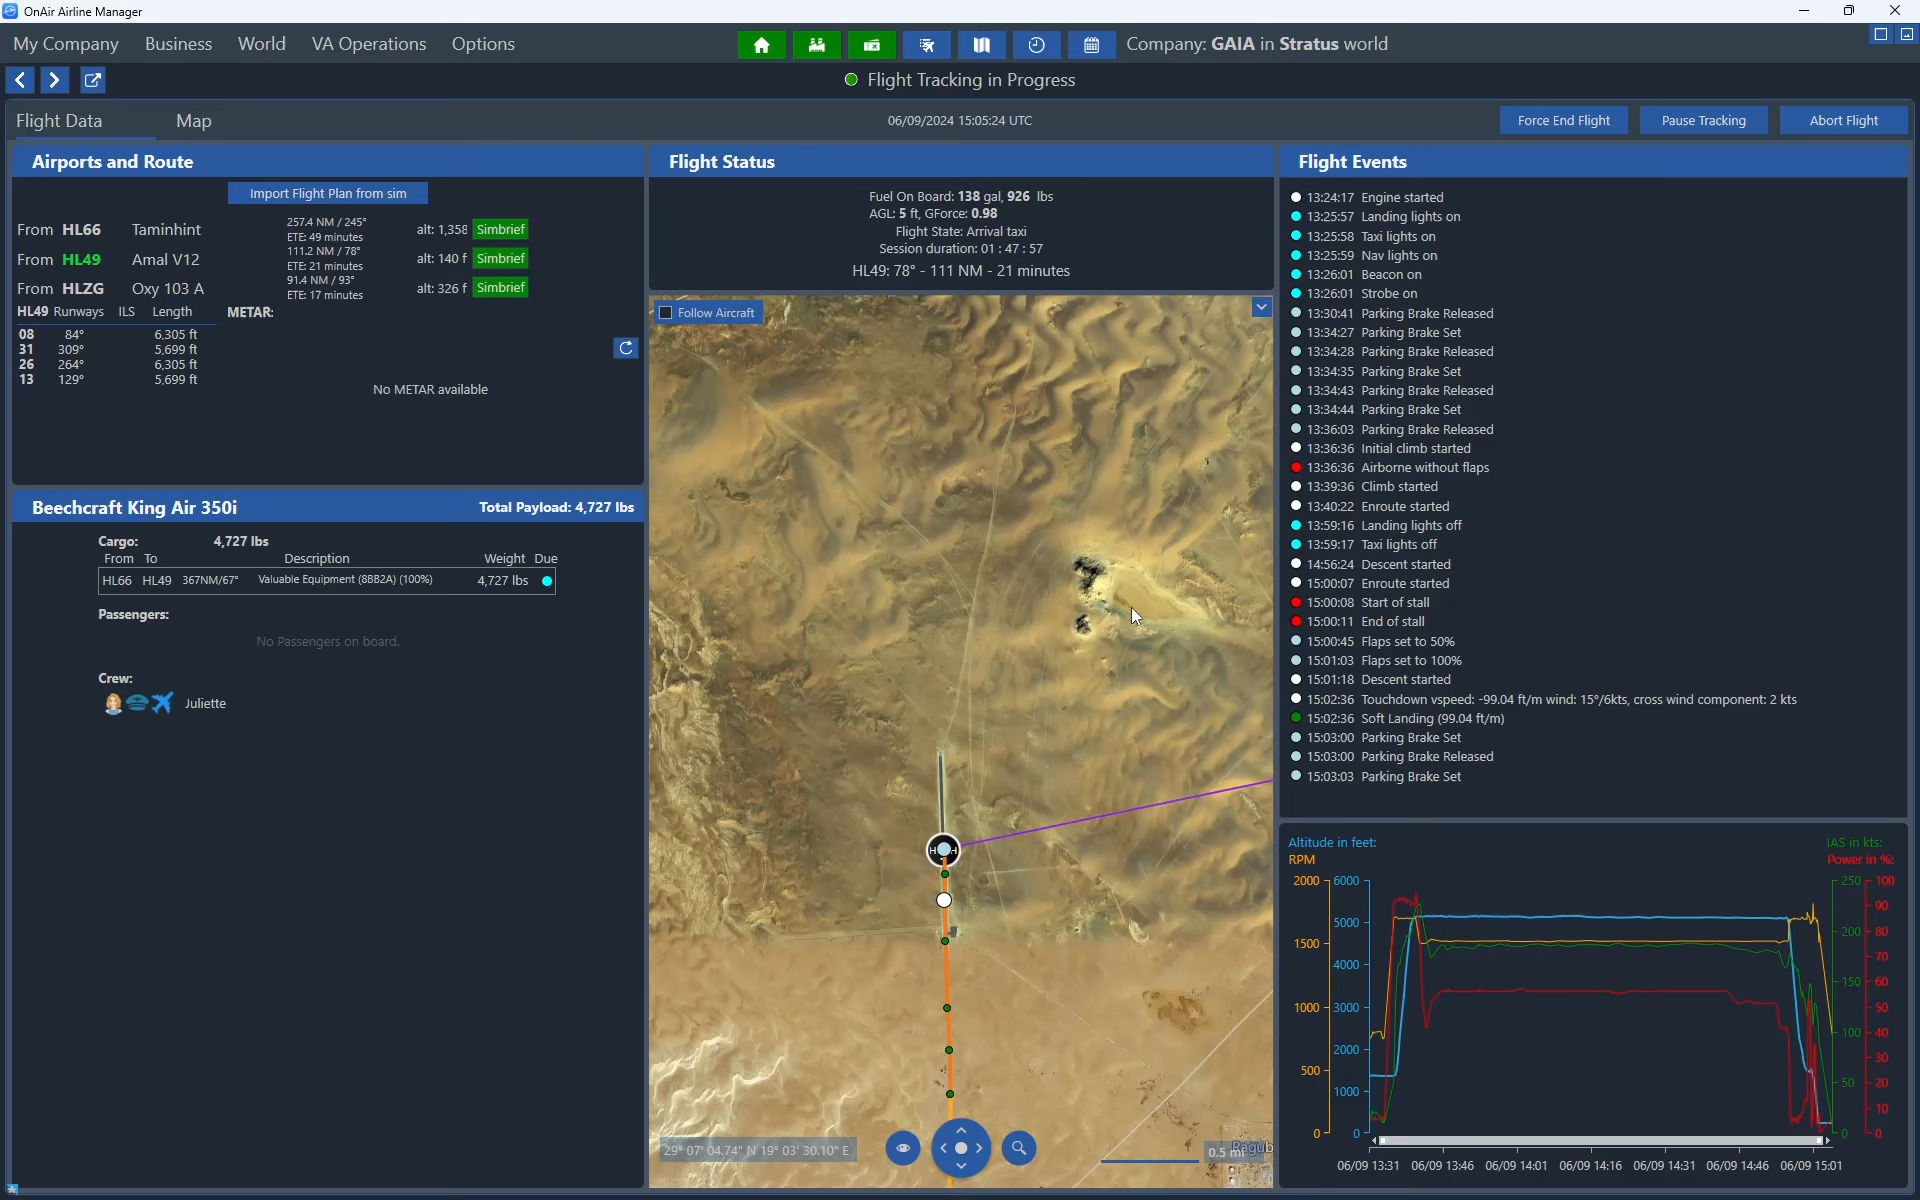 OnAir Airline Manager
My Company Business World VA Operations Options
Company: GAIA in Stratus world
Flight Tracking in Progress
Flight Data Map
06/09/2024 15:05:24 UTC
Force End Flight Pause Tracking Abort Flight
Airports and Route
Import Flight Plan from sim
From HL66 Taminhint
257.4 NM / 245°
ETE: 49 minutes
alt: 1,358 Simbrief
From HL49 Amal V12
111.2 NM / 78°
ETE: 21 minutes
alt: 140 f Simbrief
From HLZG Oxy 103 A
91.4 NM / 93°
ETE: 17 minutes
alt: 326 f Simbrief
HL49 Runways ILS Length
08 84° 6,305 ft
31 309° 5,699 ft
26 264° 6,305 ft
13 129° 5,699 ft
METAR:
No METAR available
Beechcraft King Air 350i Total Payload: 4,727 lbs
Cargo: 4,727 lbs
From To Description Weight Due
HL66 HL49 367NM/67° Valuable Equipment (8BB2A) (100%) 4,727 lbs
Passengers:
No Passengers on board.
Crew:
Juliette
Flight Status
Fuel On Board: 138 gal, 926 lbs
AGL: 5 ft, GForce: 0.98
Flight State: Arrival taxi
Session duration: 01 : 47 : 57
HL49: 78° - 111 NM - 21 minutes
Follow Aircraft
29° 07' 04.74" N 19° 03' 30.10" E
0.5 mi
Flight Events
13:24:17 Engine started
13:25:57 Landing lights on
13:25:58 Taxi lights on
13:25:59 Nav lights on
13:26:01 Beacon on
13:26:01 Strobe on
13:30:41 Parking Brake Released
13:34:27 Parking Brake Set
13:34:28 Parking Brake Released
13:34:35 Parking Brake Set
13:34:43 Parking Brake Released
13:34:44 Parking Brake Set
13:36:03 Parking Brake Released
13:36:36 Initial climb started
13:36:36 Airborne without flaps
13:39:36 Climb started
13:40:22 Enroute started
13:59:16 Landing lights off
13:59:17 Taxi lights off
14:56:24 Descent started
15:00:07 Enroute started
15:00:08 Start of stall
15:00:11 End of stall
15:00:45 Flaps set to 50%
15:01:03 Flaps set to 100%
15:01:18 Descent started
15:02:36 Touchdown vspeed: -99.04 ft/m wind: 15°/6kts, cross wind component: 2 kts
15:02:36 Soft Landing (99.04 ft/m)
15:03:00 Parking Brake Set
15:03:00 Parking Brake Released
15:03:03 Parking Brake Set
Altitude in feet: IAS in kts:
RPM Power in %:
2000 6000 250 100
90
5000 200 80
1500
4000 70
150 60
1000 3000 50
100 40
2000
500 30
1000 50 20
10
0 0 0 0
06/09 13:31 06/09 13:46 06/09 14:01 06/09 14:16 06/09 14:31 06/09 14:46 06/09 15:01